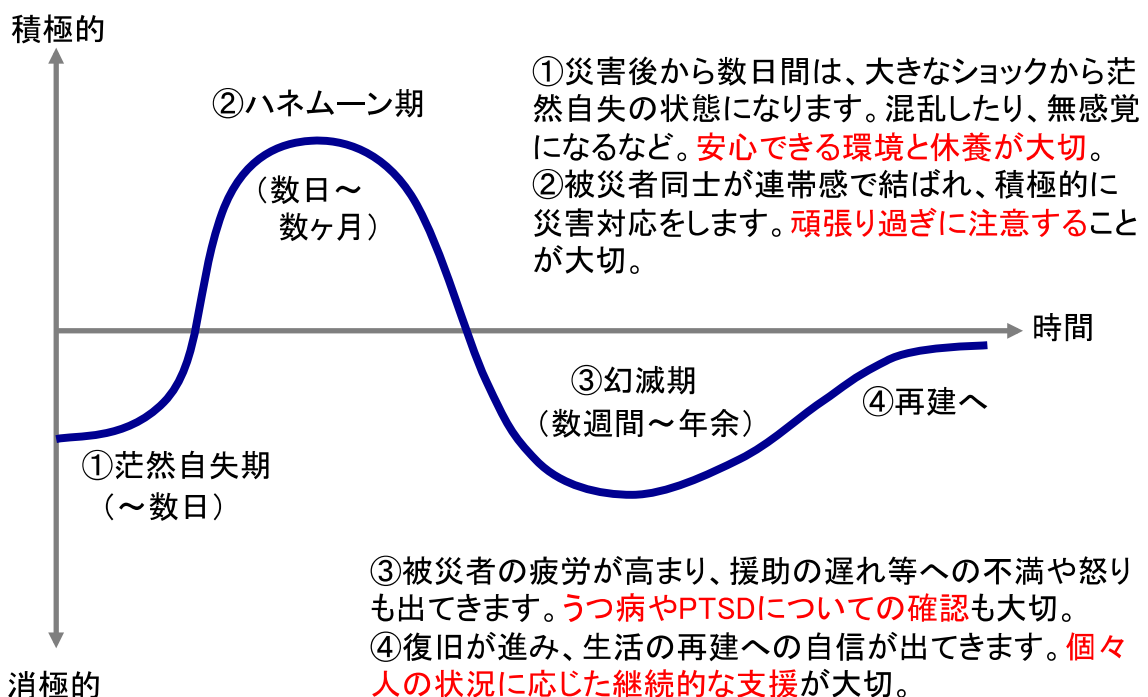 積極的
①災害後から数日間は、大きなショックから茫
然自失の状態になります。混乱したり、無感覚
になるなど。安心できる環境と休養が大切。
②被災者同士が連帯感で結ばれ、積極的に
災害対応をします。頑張り過ぎに注意すること
が大切。
②ハネムーン期
（数日～
数ヶ月）
時間
③幻滅期
（数週間～年余）
④再建へ
①茫然自失期
（～数日）
③被災者の疲労が高まり、援助の遅れ等への不満や怒り
も出てきます。うつ病やPTSDについての確認も大切。
④復旧が進み、生活の再建への自信が出てきます。個々
人の状況に応じた継続的な支援が大切。
消極的